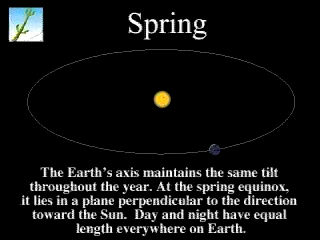 Spring
The Earth's axis maintains the same tilt
throughout the year. At the spring equinox,
it lies in a plane perpendicular to the direction
toward the Sun. Day and night have equal
length everywhere on Earth.